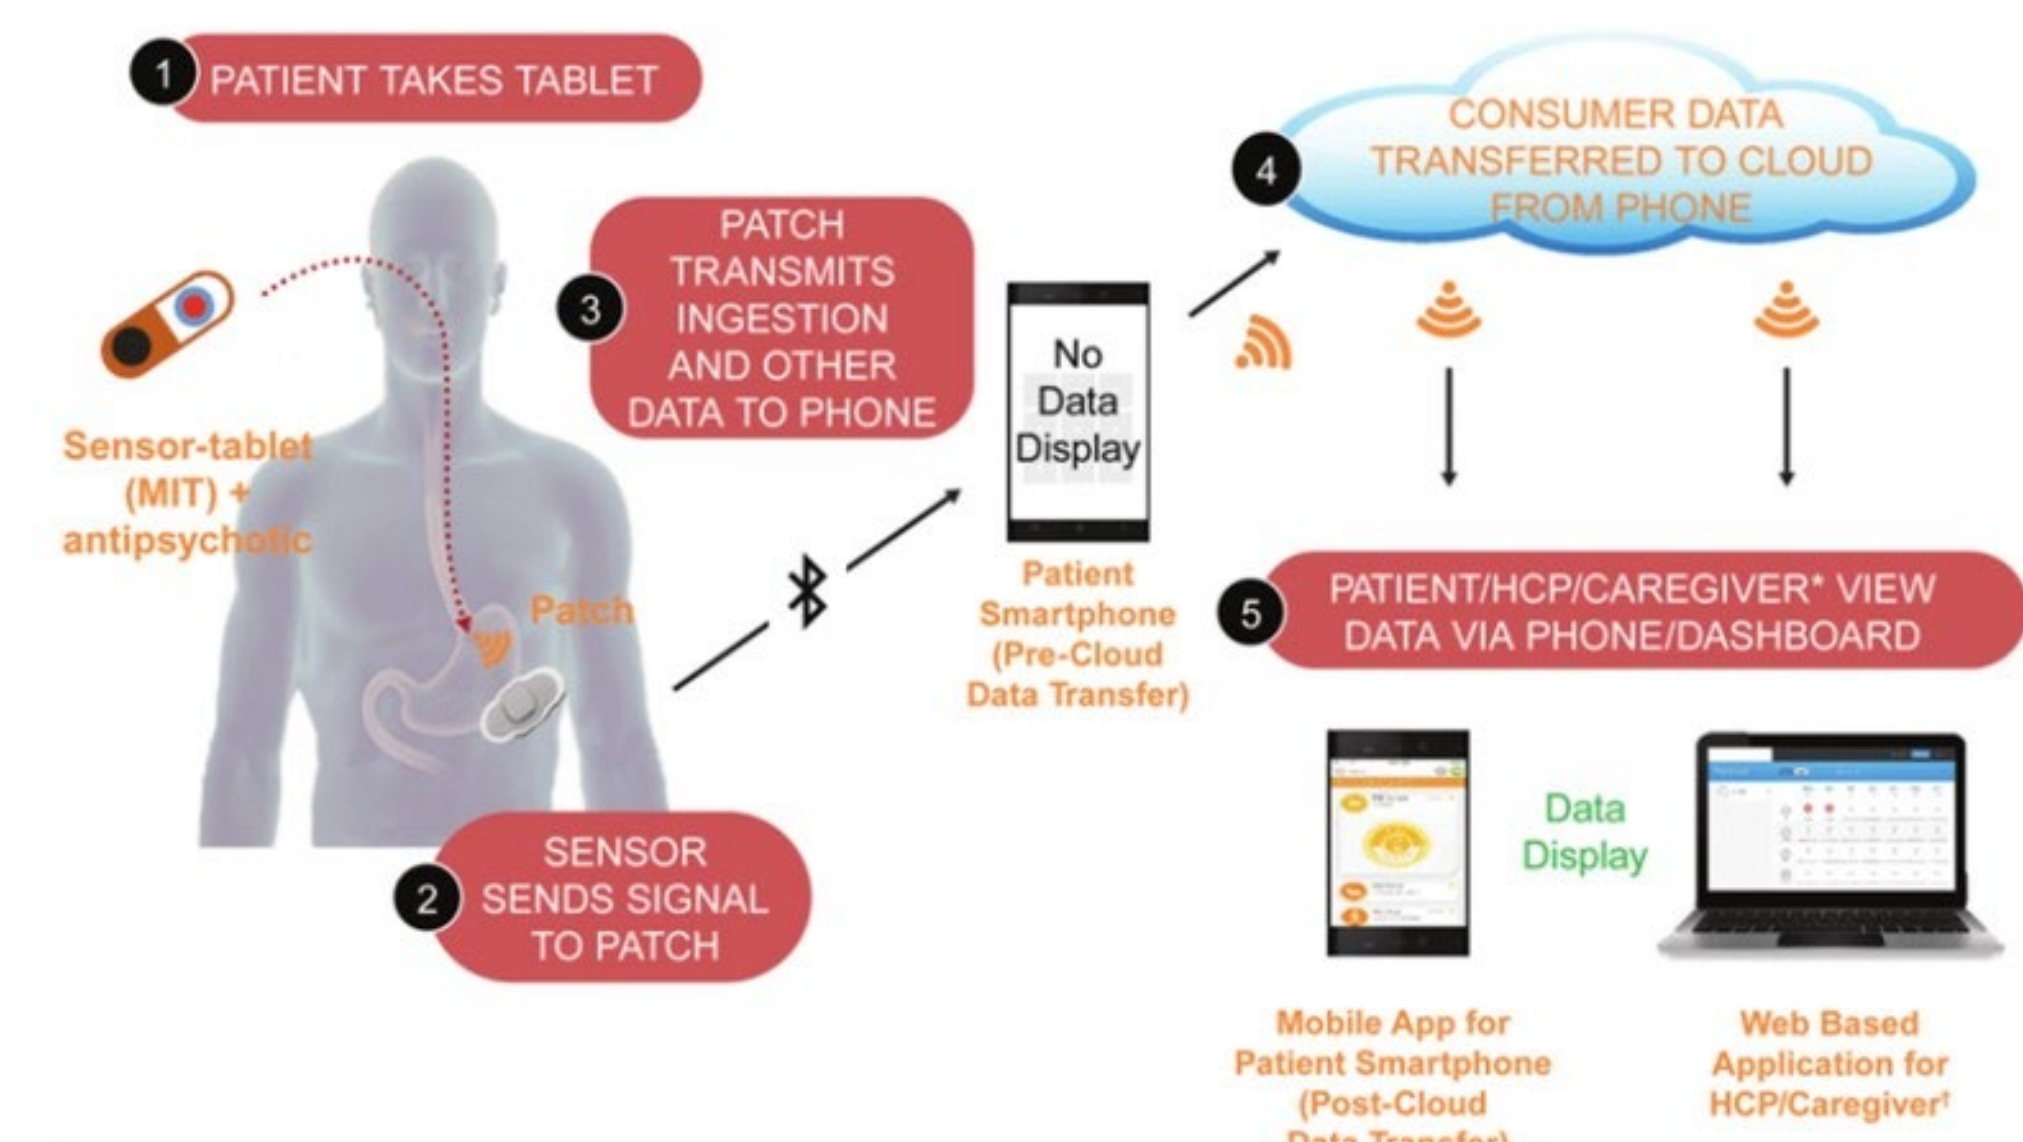 1
PATIENT TAKES TABLET
Sensor-tablet
(MIT) +
antipsychotic
Patch
2
SENSOR
SENDS SIGNAL
TO PATCH
3
PATCH
TRANSMITS
INGESTION
AND OTHER
DATA TO PHONE
No
Data
Display
Patient
Smartphone
(Pre-Cloud
Data Transfer)
4
CONSUMER DATA
TRANSFERRED TO CLOUD
FROM PHONE
5
PATIENT/HCP/CAREGIVER* VIEW
DATA VIA PHONE/DASHBOARD
Data
Display
Mobile App for
Patient Smartphone
(Post-Cloud
Data Transfer)
Web Based
Application for
HCP/Caregiver†